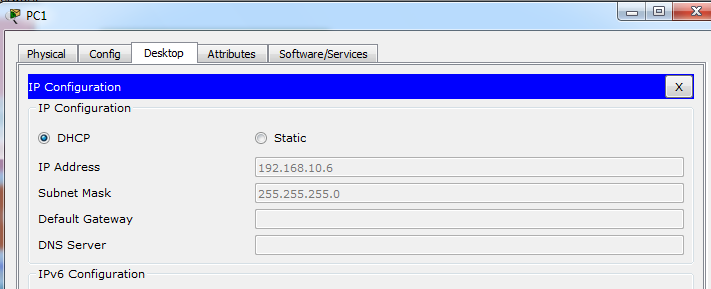 PC1
Physical Config Desktop Attributes Software/Services
IP Configuration X
IP Configuration
DHCP Static
IP Address 192.168.10.6
Subnet Mask 255.255.255.0
Default Gateway
DNS Server
IPv6 Configuration